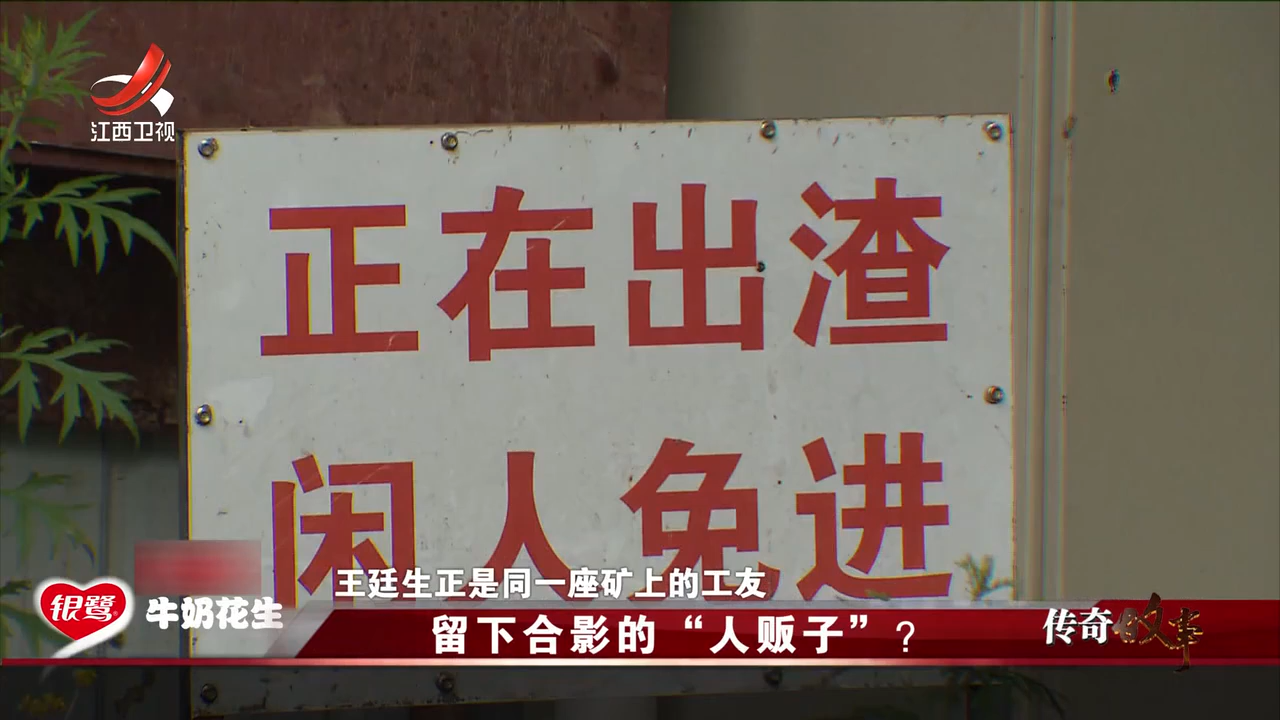 江西卫视
正在出渣
闲人免进
王廷生正是同一座矿上的工友
银鹭
牛奶花生
留下合影的“人贩子”？
传奇故事